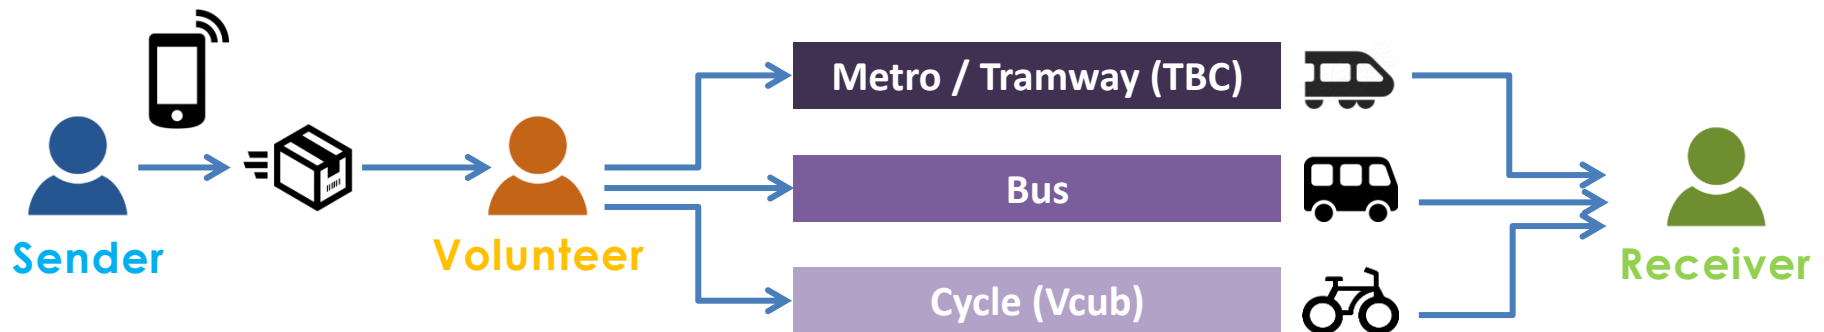 Sender
Volunteer
Metro / Tramway (TBC)
Bus
Cycle (Vcub)
Receiver